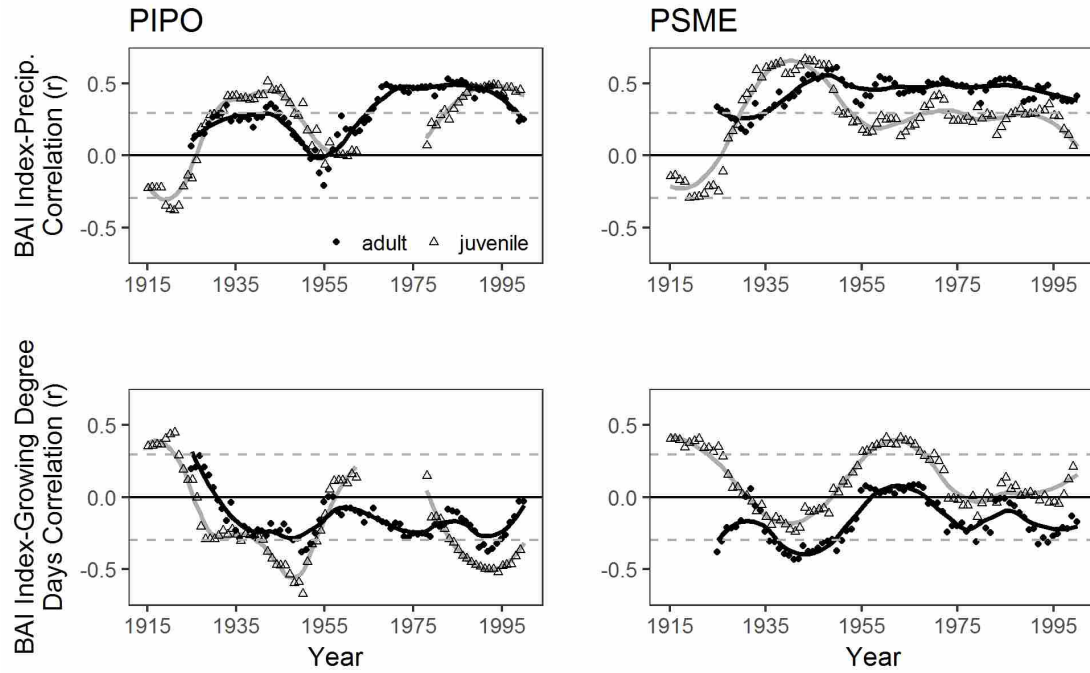 PIPO
PSME
BAI Index-Precip.
Correlation (r)
0.5
0.0
-0.5
adult
juvenile
1915 1935 1955 1975 1995
0.5
0.0
-0.5
1915 1935 1955 1975 1995
BAI Index-Growing Degree
Days Correlation (r)
0.5
0.0
-0.5
1915 1935 1955 1975 1995
Year
0.5
0.0
-0.5
1915 1935 1955 1975 1995
Year